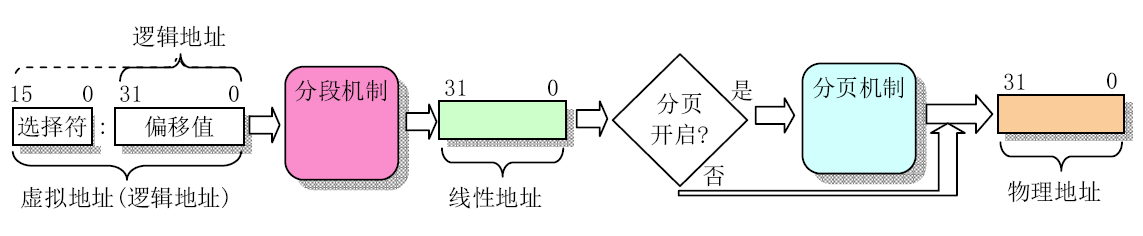 逻辑地址
15 0 31 0
选择符 : 偏移值
虚拟地址(逻辑地址)
分段机制
31 0
线性地址
分页
开启?
是
否
分页机制
31 0
物理地址